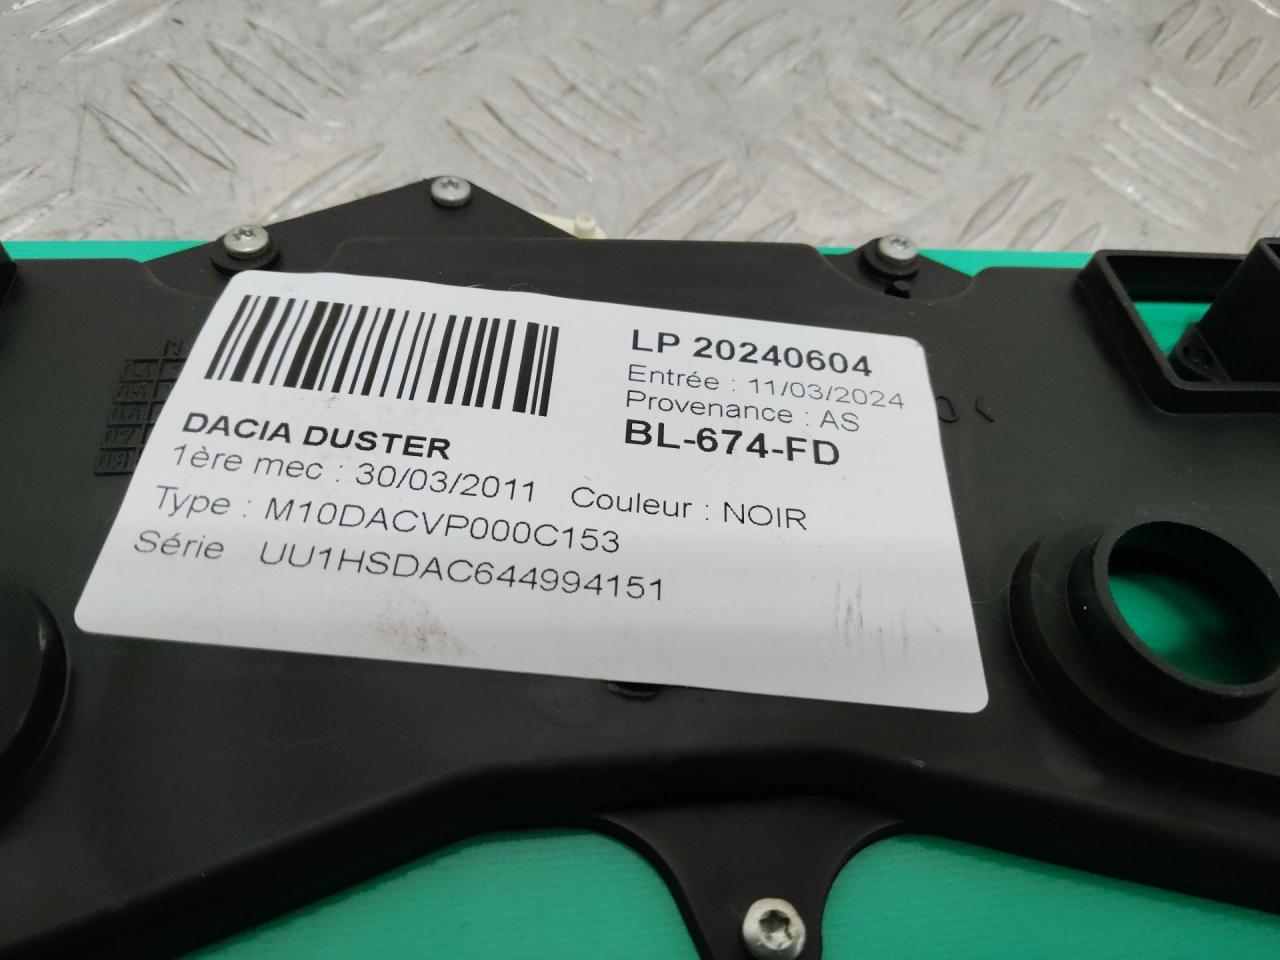 LP 20240604
Entrée : 11/03/2024
Provenance : AS
BL-674-FD
DACIA DUSTER
1ère mec : 30/03/2011 Couleur : NOIR
Type : M10DACVP000C153
Série UU1HSDAC644994151